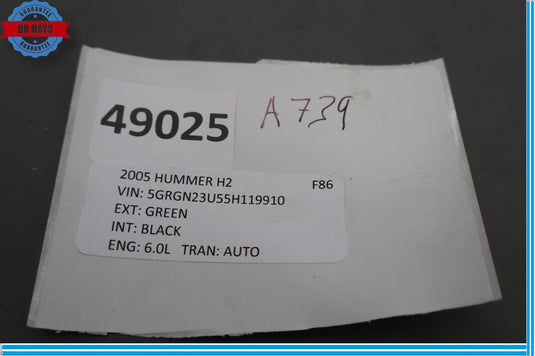 GUARANTEE
90 DAYS
GUARANTEE
49025
A739
2005 HUMMER H2 F86
VIN: 5GRGN23U55H119910
EXT: GREEN
INT: BLACK
ENG: 6.0L TRAN: AUTO